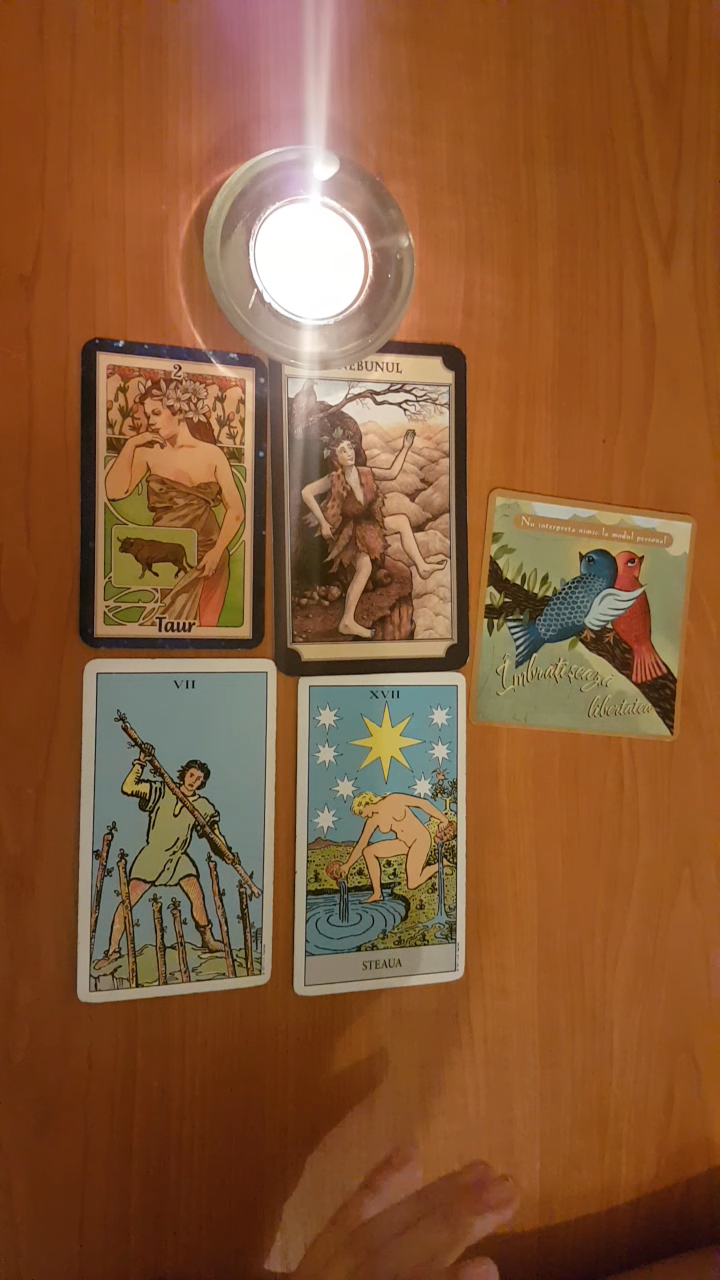 2
Taur
NEBUNUL
Nu interpreta nimic la modul personal
Îmbrățișează
libertatea
VII
XVII
STEAUA